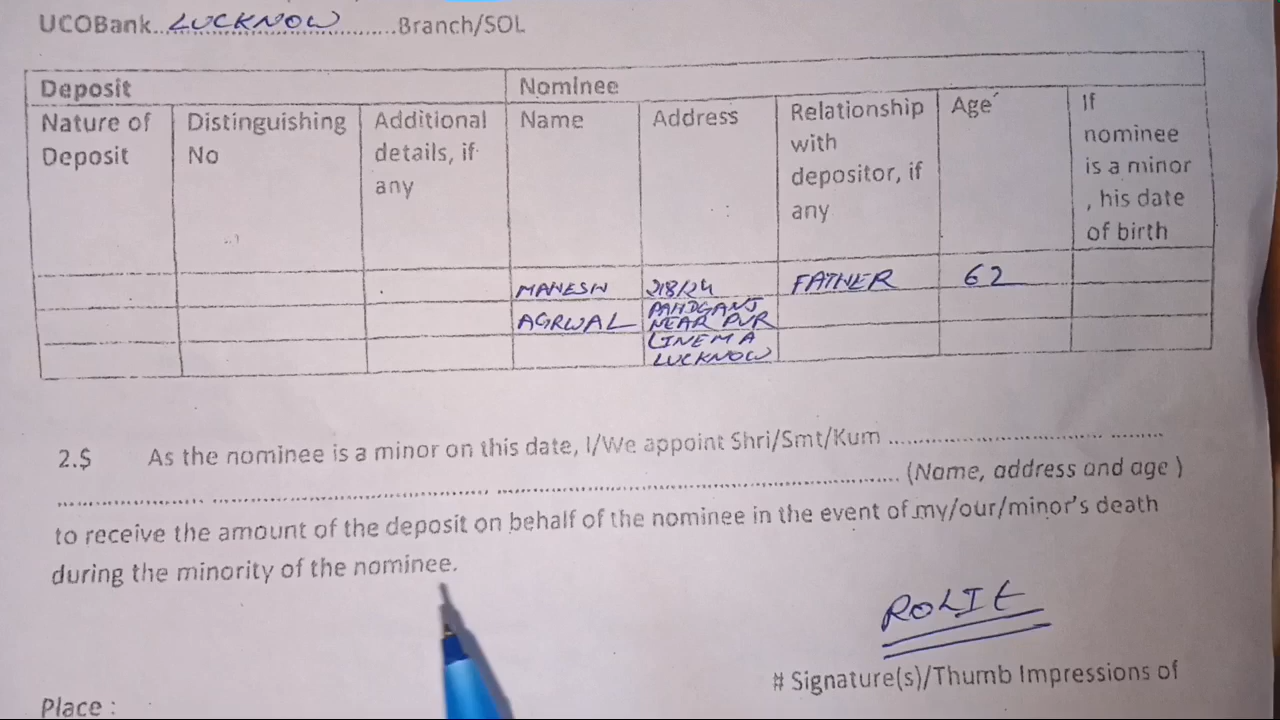 UCOBank...LUCKNOW...........Branch/SOL
Deposit Nominee
Nature of Deposit Distinguishing No Additional details, if any Name Address Relationship with depositor, if any Age If nominee is a minor , his date of birth
MAHESH 218/24 FATHER 62
AGRWAL PANDGANJ
NEAR PVR
CINEMA
LUCKNOW
2.$ As the nominee is a minor on this date, I/We appoint Shri/Smt/Kum ....................................
.................................................................................... (Name, address and age )
to receive the amount of the deposit on behalf of the nominee in the event of my/our/minor's death
during the minority of the nominee.
ROLIE
# Signature(s)/Thumb Impressions of
Place :